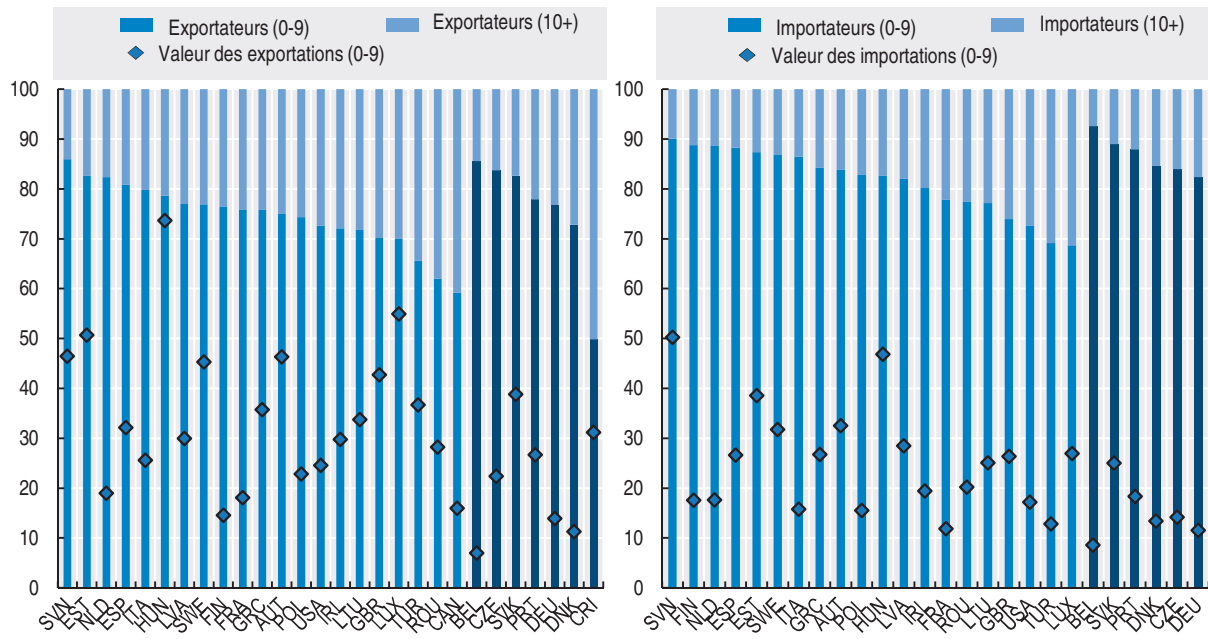 Exportateurs (0-9)
Exportateurs (10+)
Valeur des exportations (0-9)
100
90
80
70
60
50
40
30
20
10
0
SVN
EST
NLD
ESP
ITA
HUN
LVA
SWE
FIN
FRA
GRC
AUT
POL
USA
IRL
LTU
GBR
LUX
TUR
ROU
CAN
BEL
CZE
SVK
PRT
DEU
DNK
CRI
Importateurs (0-9)
Importateurs (10+)
Valeur des importations (0-9)
100
90
80
70
60
50
40
30
20
10
0
SVN
FIN
NLD
ESP
EST
SWE
ITA
GRC
AUT
POL
HUN
LVA
IRL
FRA
ROU
LTU
GBR
USA
TUR
LUX
BEL
SVK
PRT
DNK
CZE
DEU